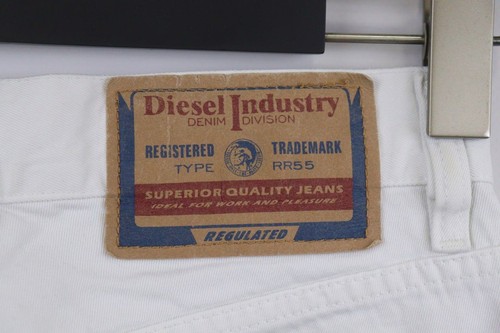 Diesel Industry
DENIM DIVISION
REGISTERED TRADEMARK
TYPE RR55
SUPERIOR QUALITY JEANS
IDEAL FOR WORK AND PLEASURE
REGULATED